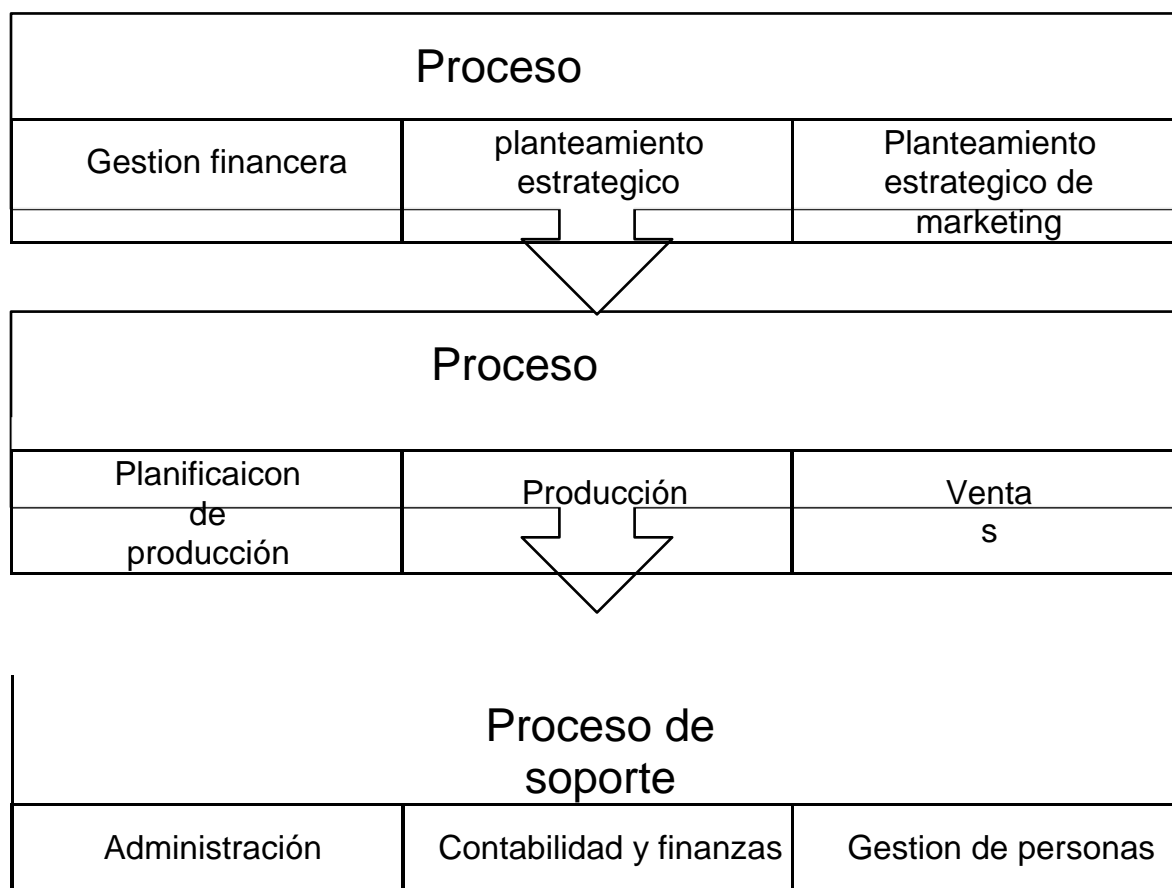 Proceso
Gestion financera
planteamiento
estrategico
Planteamiento
estrategico de
marketing
Proceso
Planificaicon
de
producción
Producción
Venta
s
Proceso de
soporte
Administración
Contabilidad y finanzas
Gestion de personas